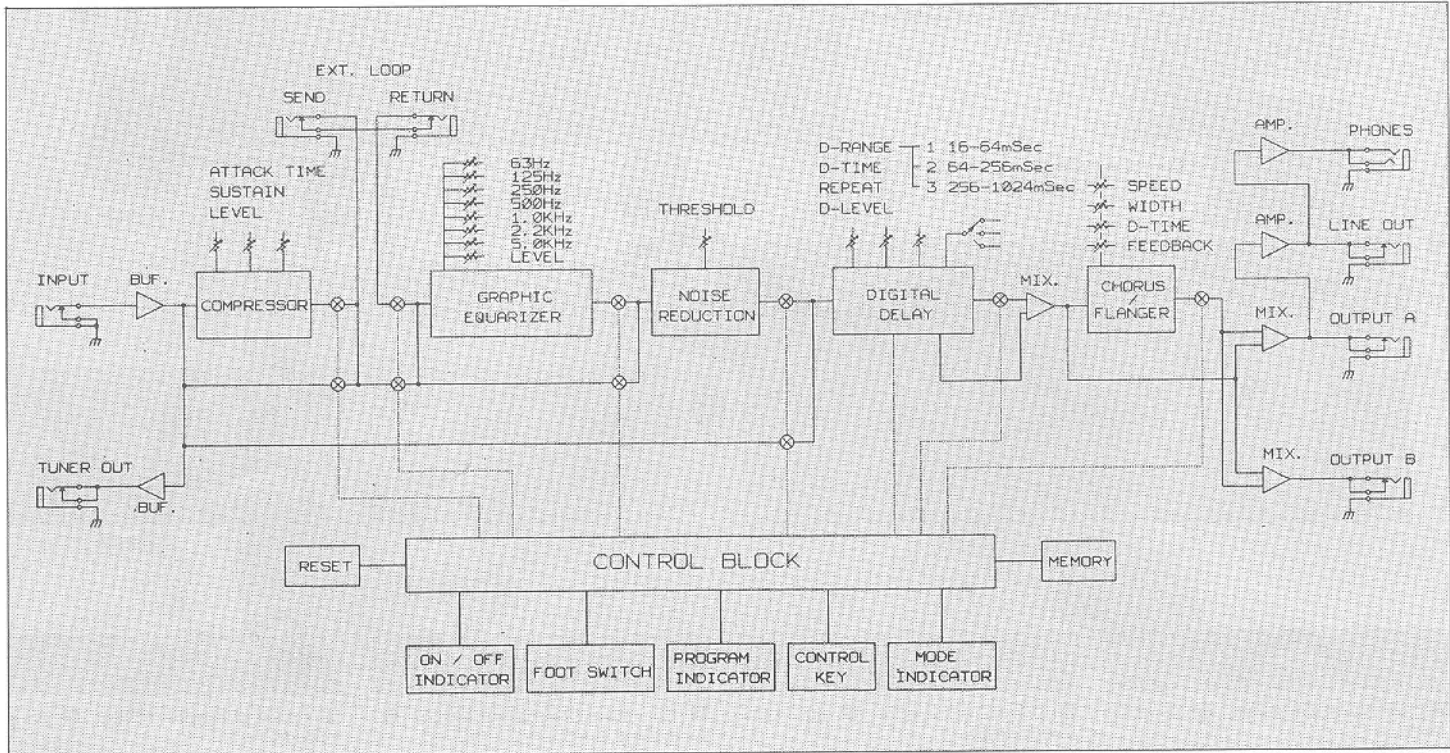 EXT. LOOP
SEND RETURN
ATTACK TIME
SUSTAIN
LEVEL
63Hz
125Hz
250Hz
500Hz
1.0KHz
2.2KHz
5.0KHz
LEVEL
THRESHOLD
D-RANGE 1 16-64mSec
D-TIME 2 64-256mSec
REPEAT 3 256-1024mSec
D-LEVEL
SPEED
WIDTH
D-TIME
FEEDBACK
AMP.
PHONES
AMP.
LINE OUT
INPUT
BUF.
COMPRESSOR
GRAPHIC
EQUARIZER
NOISE
REDUCTION
DIGITAL
DELAY
MIX.
CHORUS
/
FLANGER
MIX.
OUTPUT A
TUNER OUT
BUF.
MIX.
OUTPUT B
RESET
CONTROL BLOCK
MEMORY
ON / OFF
INDICATOR
FOOT SWITCH
PROGRAM
INDICATOR
CONTROL
KEY
MODE
INDICATOR